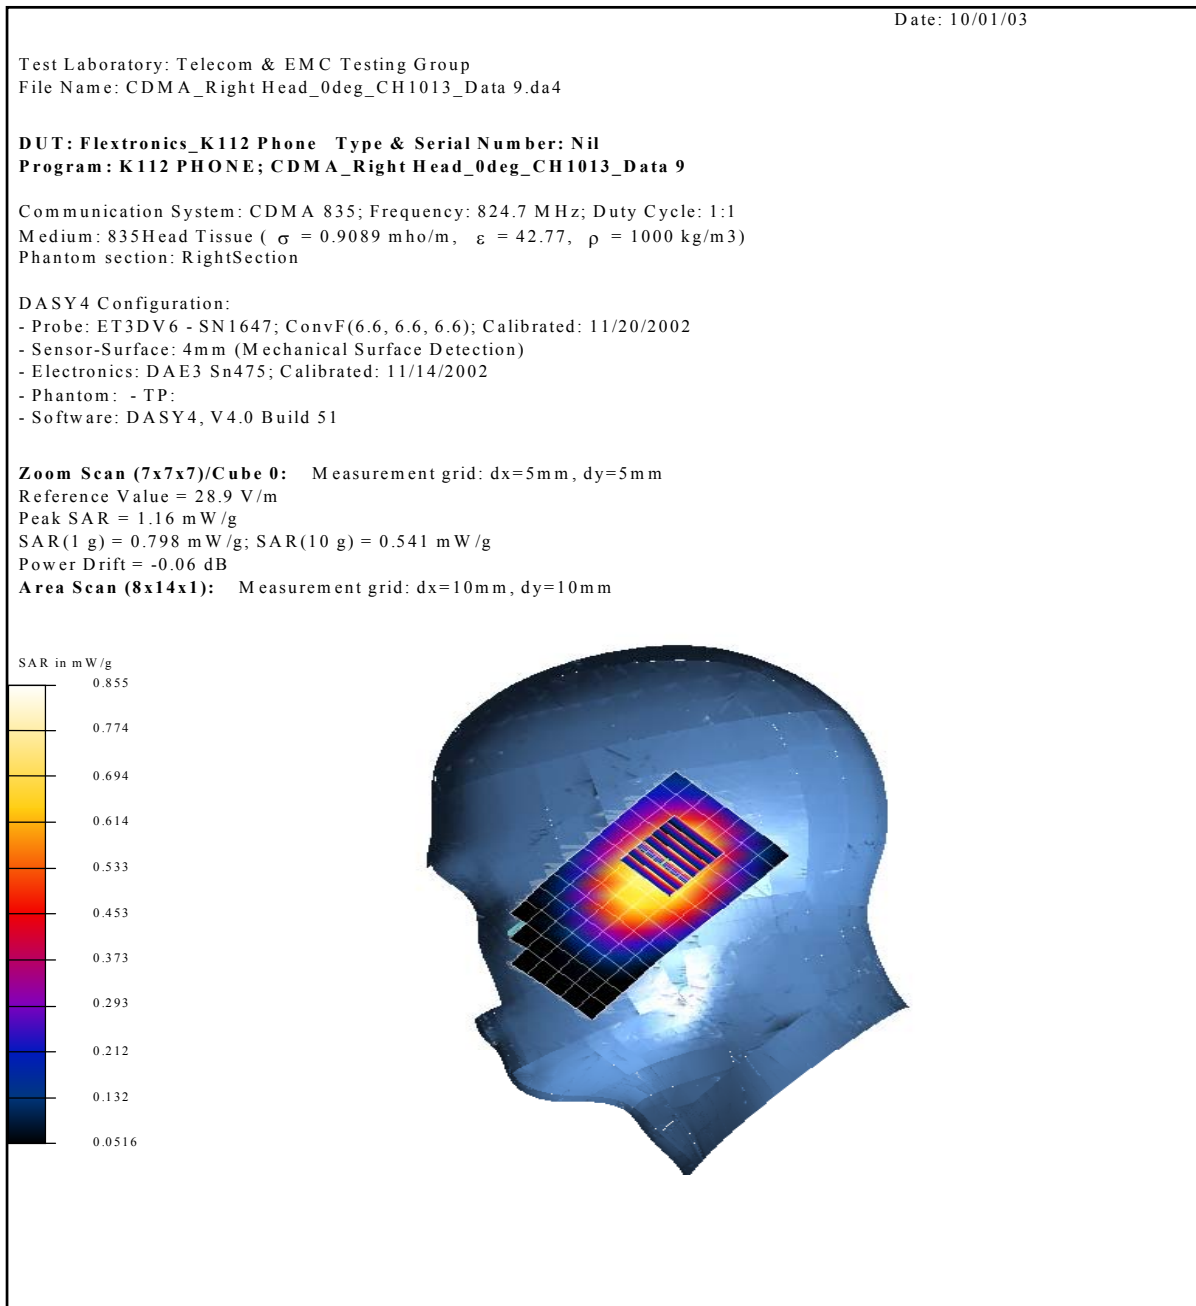 Date: 10/01/03
Test Laboratory: Telecom & EMC Testing Group
File Name: CDMA_Right Head_0deg_CH1013_Data 9.da4
DUT: Flextronics_K112 Phone Type & Serial Number: Nil
Program: K112 PHONE; CDMA_Right Head_0deg_CH1013_Data 9
Communication System: CDMA 835; Frequency: 824.7 MHz; Duty Cycle: 1:1
Medium: 835Head Tissue ( σ = 0.9089 mho/m, ε = 42.77, ρ = 1000 kg/m3)
Phantom section: RightSection
DASY4 Configuration:
- Probe: ET3DV6 - SN1647; ConvF(6.6, 6.6, 6.6); Calibrated: 11/20/2002
- Sensor-Surface: 4mm (Mechanical Surface Detection)
- Electronics: DAE3 Sn475; Calibrated: 11/14/2002
- Phantom: - TP:
- Software: DASY4, V4.0 Build 51
Zoom Scan (7x7x7)/Cube 0: Measurement grid: dx=5mm, dy=5mm
Reference Value = 28.9 V/m
Peak SAR = 1.16 mW/g
SAR(1 g) = 0.798 mW/g; SAR(10 g) = 0.541 mW/g
Power Drift = -0.06 dB
Area Scan (8x14x1): Measurement grid: dx=10mm, dy=10mm
SAR in mW/g
0.855
0.774
0.694
0.614
0.533
0.453
0.373
0.293
0.212
0.132
0.0516